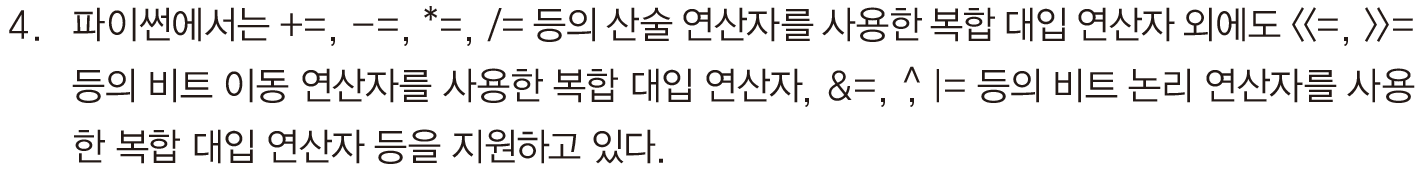 4. 파이썬에서는 +=, -=, *=, /= 등의 산술 연산자를 사용한 복합 대입 연산자 외에도 <<=, >>=
등의 비트 이동 연산자를 사용한 복합 대입 연산자, &=, ^, |= 등의 비트 논리 연산자를 사용
한 복합 대입 연산자 등을 지원하고 있다.